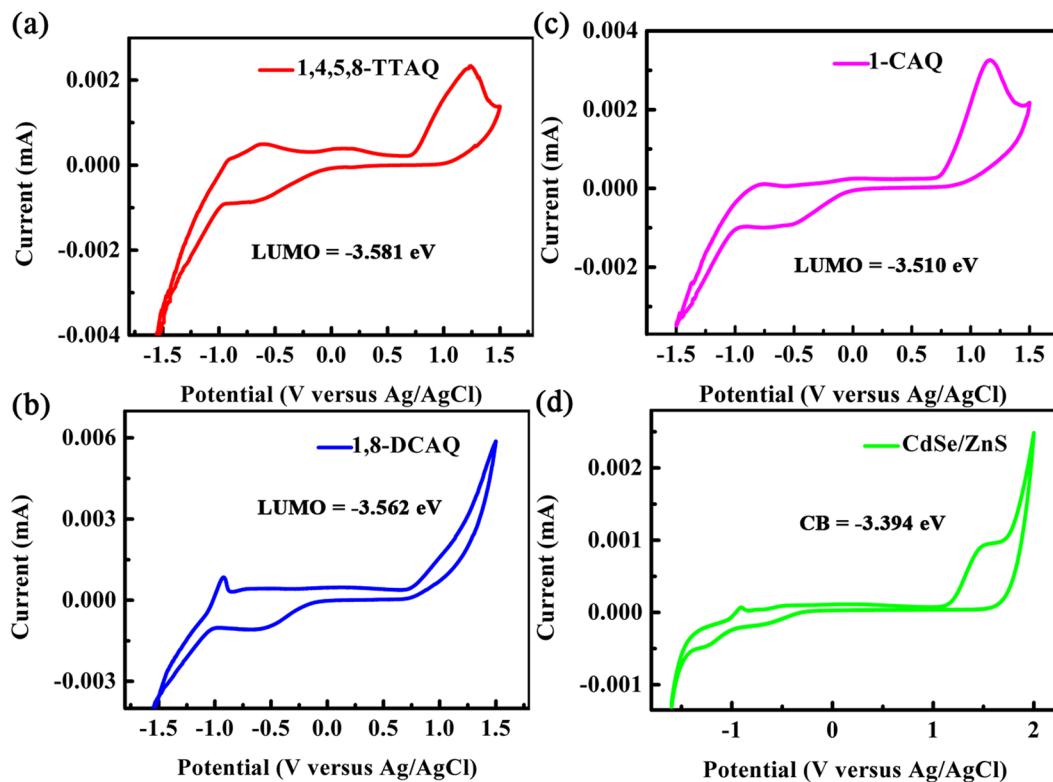 (a)
0.002
0.000
-0.002
-0.004
Current (mA)
1,4,5,8-TTAQ
LUMO = -3.581 eV
-1.5 -1.0 -0.5 0.0 0.5 1.0 1.5
Potential (V versus Ag/AgCl)
(c)
0.004
0.002
0.000
-0.002
Current (mA)
1-CAQ
LUMO = -3.510 eV
-1.5 -1.0 -0.5 0.0 0.5 1.0 1.5
Potential (V versus Ag/AgCl)
(b)
0.006
0.003
0.000
-0.003
Current (mA)
1,8-DCAQ
LUMO = -3.562 eV
-1.5 -1.0 -0.5 0.0 0.5 1.0 1.5
Potential (V versus Ag/AgCl)
(d)
0.002
0.001
0.000
-0.001
Current (mA)
CdSe/ZnS
CB = -3.394 eV
-1 0 1 2
Potential (V versus Ag/AgCl)